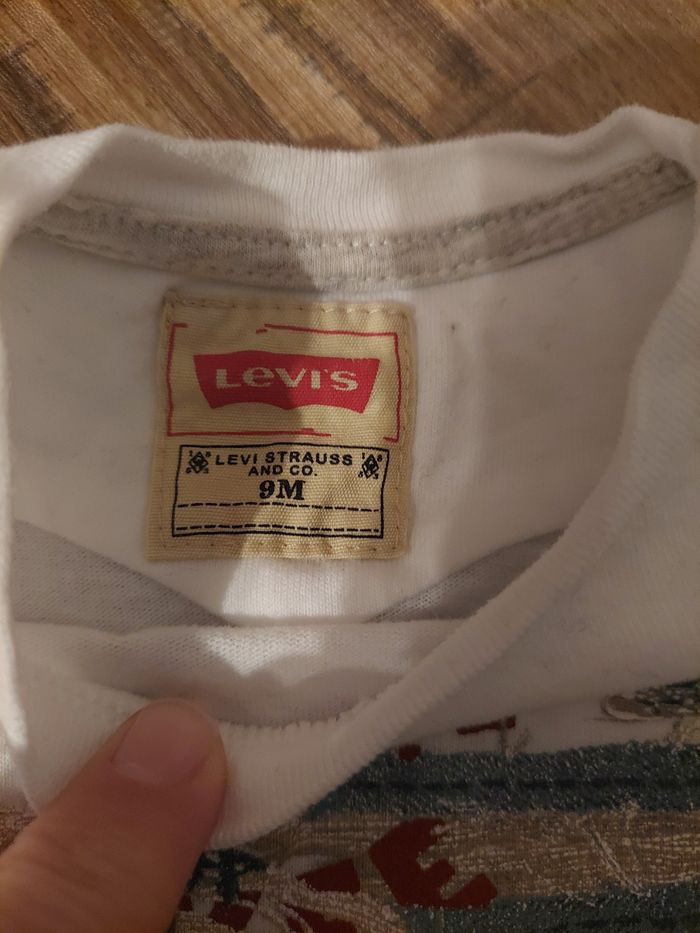 Levi's
LEVI STRAUSS
AND CO.
9M